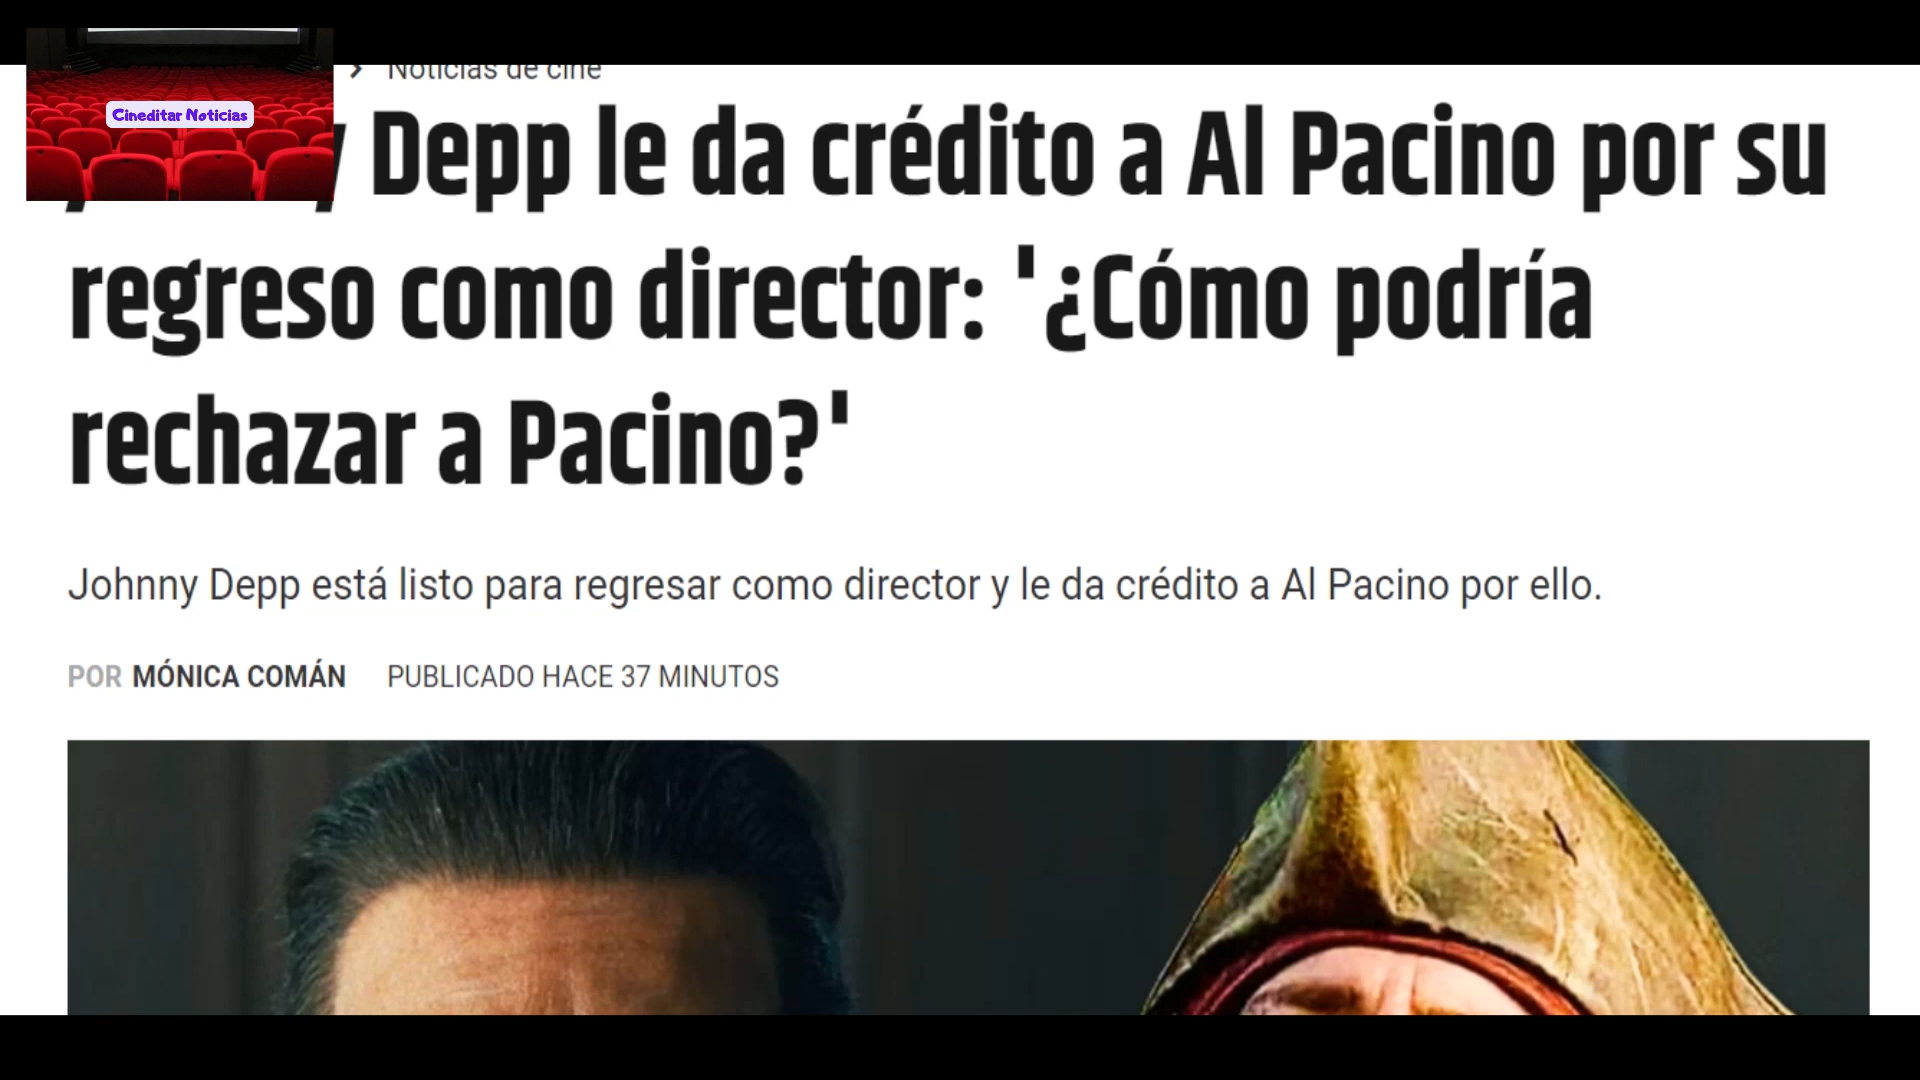 Noticias de cine
Cineditar Noticias
Depp le da crédito a Al Pacino por su
regreso como director: '¿Cómo podría
rechazar a Pacino?'
Johnny Depp está listo para regresar como director y le da crédito a Al Pacino por ello.
POR MÓNICA COMÁN PUBLICADO HACE 37 MINUTOS